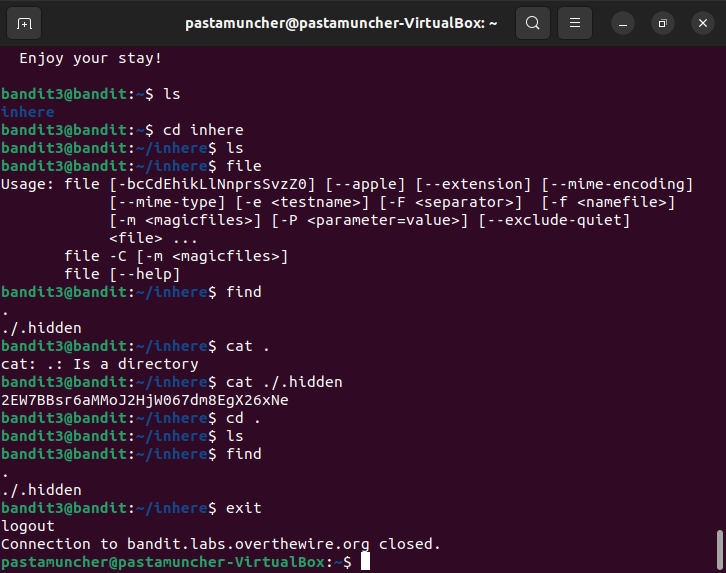 pastamuncher@pastamuncher-VirtualBox: ~
Enjoy your stay!
bandit3@bandit:~$ ls
inhere
bandit3@bandit:~$ cd inhere
bandit3@bandit:~/inhere$ ls
bandit3@bandit:~/inhere$ file
Usage: file [-bcCdEhikLlNnprsSvzZ0] [--apple] [--extension] [--mime-encoding]
[--mime-type] [-e <testname>] [-F <separator>]  [-f <namefile>]
[-m <magicfiles>] [-P <parameter=value>] [--exclude-quiet]
<file> ...
file -C [-m <magicfiles>]
file [--help]
bandit3@bandit:~/inhere$ find
.
./.hidden
bandit3@bandit:~/inhere$ cat .
cat: .: Is a directory
bandit3@bandit:~/inhere$ cat ./.hidden
2EW7BBsr6aMMoJ2HjW067dm8EgX26xNe
bandit3@bandit:~/inhere$ cd .
bandit3@bandit:~/inhere$ ls
bandit3@bandit:~/inhere$ find
.
./.hidden
bandit3@bandit:~/inhere$ exit
logout
Connection to bandit.labs.overthewire.org closed.
pastamuncher@pastamuncher-VirtualBox:~$